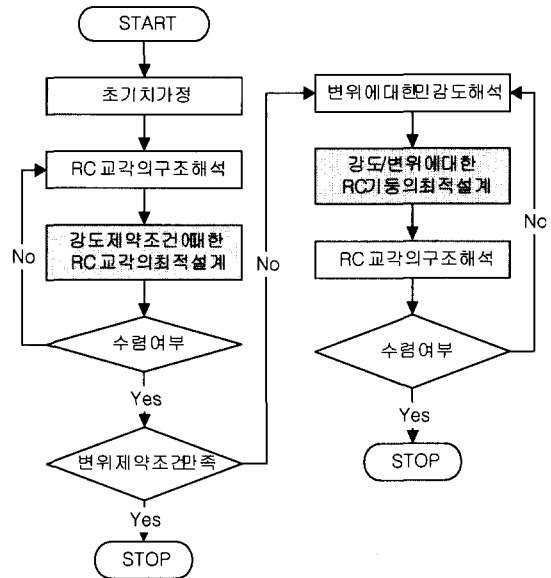 START
초기치가정
RC교각의구조해석
강도제약조건에대한
RC교각의최적설계
No
수렴여부
Yes
변위제약조건만족
Yes
STOP
No
변위에대한민감도해석
강도/변위에대한
RC기둥의최적설계
RC교각의구조해석
No
수렴여부
Yes
STOP